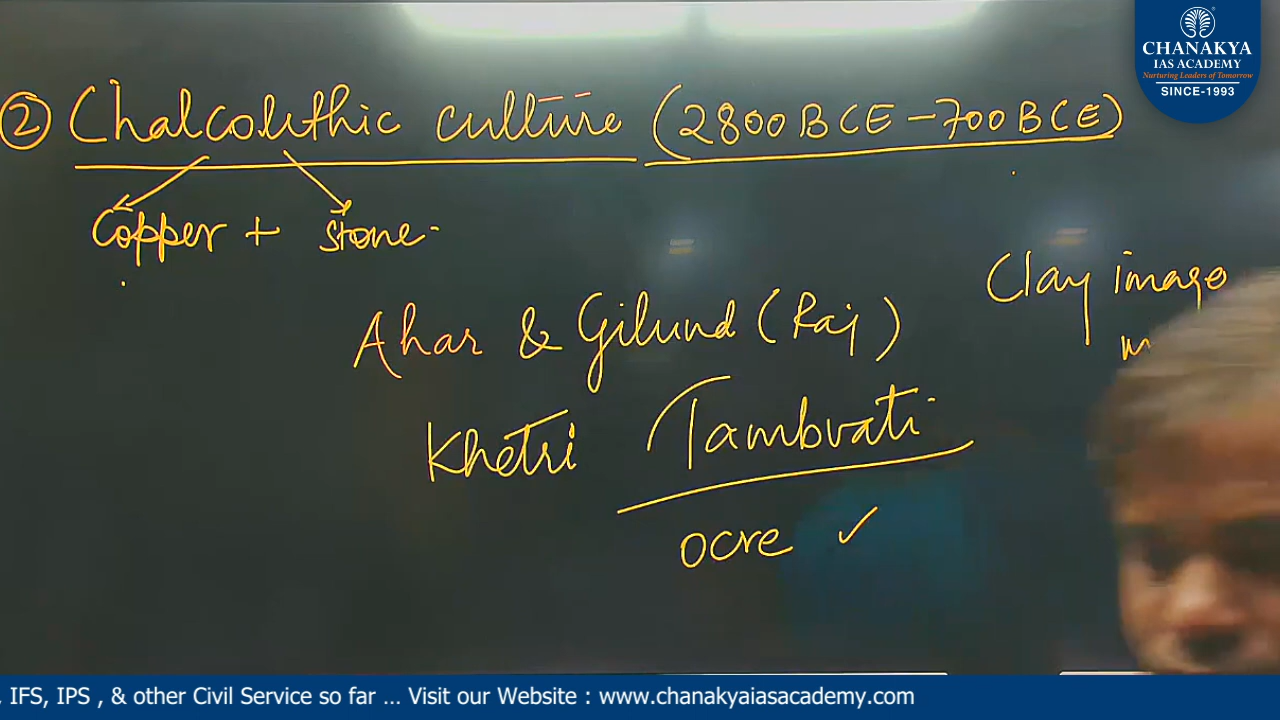 CHANAKYA
IAS ACADEMY
Nurturing Leaders of Tomorrow
SINCE-1993
② Chalcolithic culture (2800 BCE - 700 BCE)
Copper + stone
Ahar & Gilund (Raj)
Clay image
Khetri Tambvati
ocre ✓
, IFS, IPS , & other Civil Service so far ... Visit our Website : www.chanakyaiasacademy.com